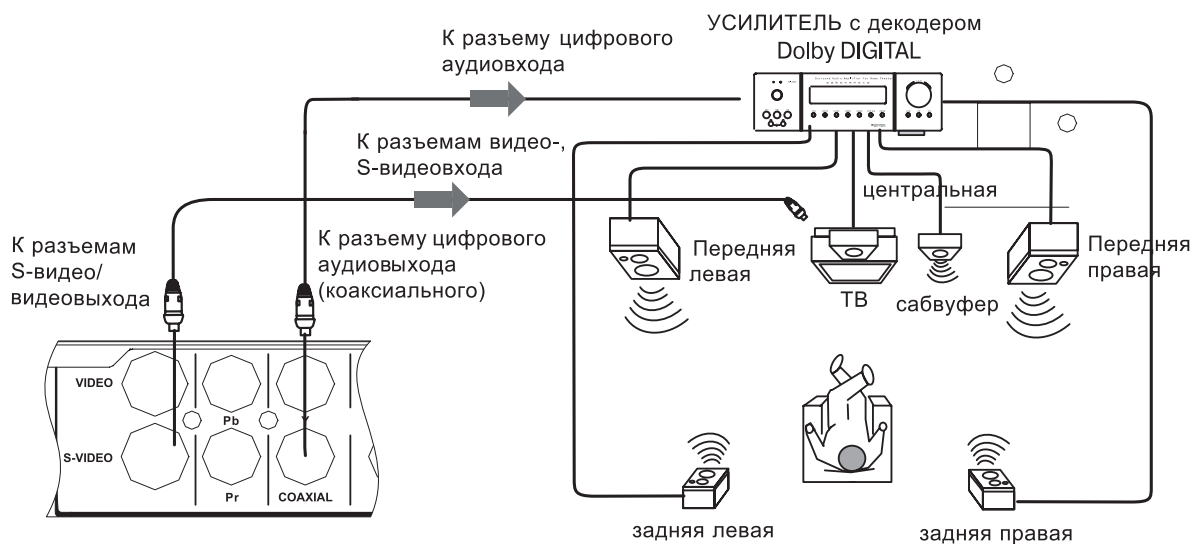 УСИЛИТЕЛЬ с декодером
Dolby DIGITAL
К разъему цифрового
аудиовхода
К разъемам видео-,
S-видеовхода
центральная
К разъемам
S-видео/
видеовыхода
К разъему цифрового
аудиовыхода
(коаксиального)
Передняя
левая
ТВ
сабвуфер
Передняя
правая
VIDEO
Pb
Y
S-VIDEO
Pr
COAXIAL
задняя левая
задняя правая